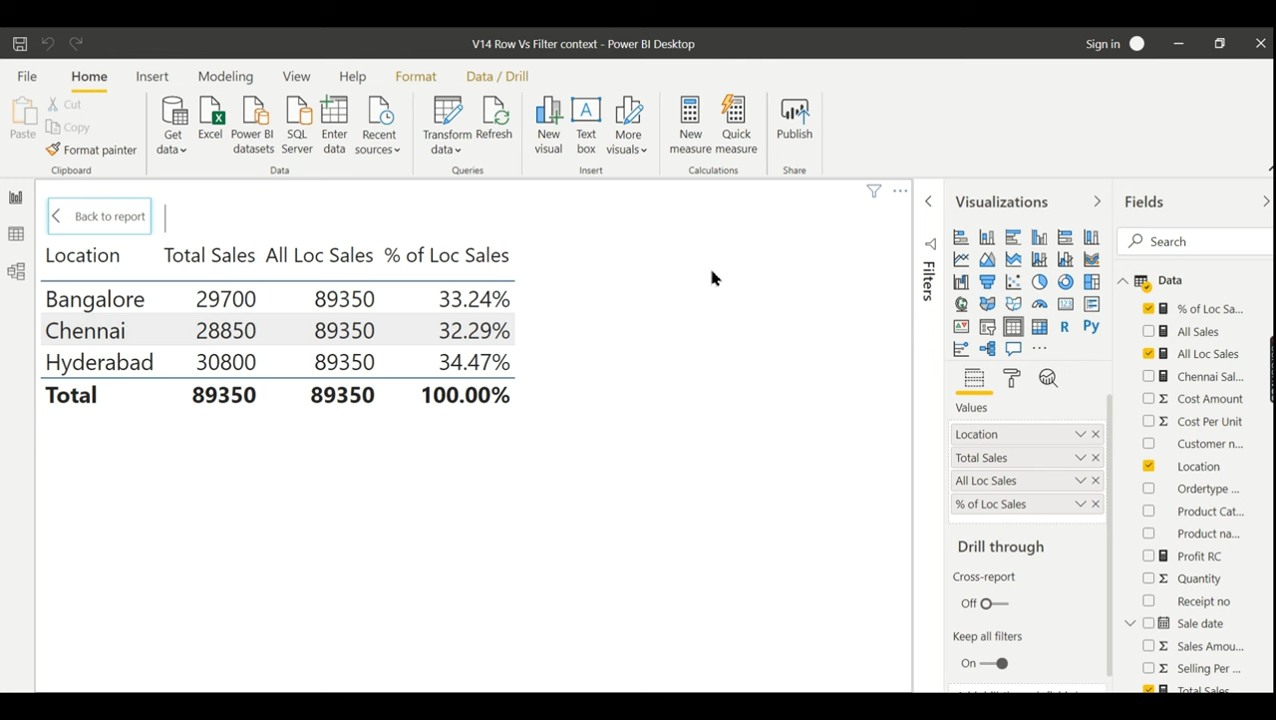 V14 Row Vs Filter context - Power BI Desktop
Sign in
File Home Insert Modeling View Help Format Data / Drill
Paste
Cut
Copy
Format painter
Clipboard
Get data
Excel
Power BI datasets
SQL Server
Enter data
Recent sources
Data
Transform data
Refresh
Queries
New visual
Text box
More visuals
Insert
New measure
Quick measure
Calculations
Publish
Share
Back to report
Location Total Sales All Loc Sales % of Loc Sales
Bangalore 29700 89350 33.24%
Chennai 28850 89350 32.29%
Hyderabad 30800 89350 34.47%
Total 89350 89350 100.00%
Filters
Visualizations
R Py
Values
Location
Total Sales
All Loc Sales
% of Loc Sales
Drill through
Cross-report
Off
Keep all filters
On
Fields
Search
Data
% of Loc Sa...
All Sales
All Loc Sales
Chennai Sal...
Σ Cost Amount
Σ Cost Per Unit
Customer n...
Location
Ordertype ...
Product Cat...
Product na...
Profit RC
Σ Quantity
Receipt no
Sale date
Σ Sales Amou...
Σ Selling Per ...
Total Sales